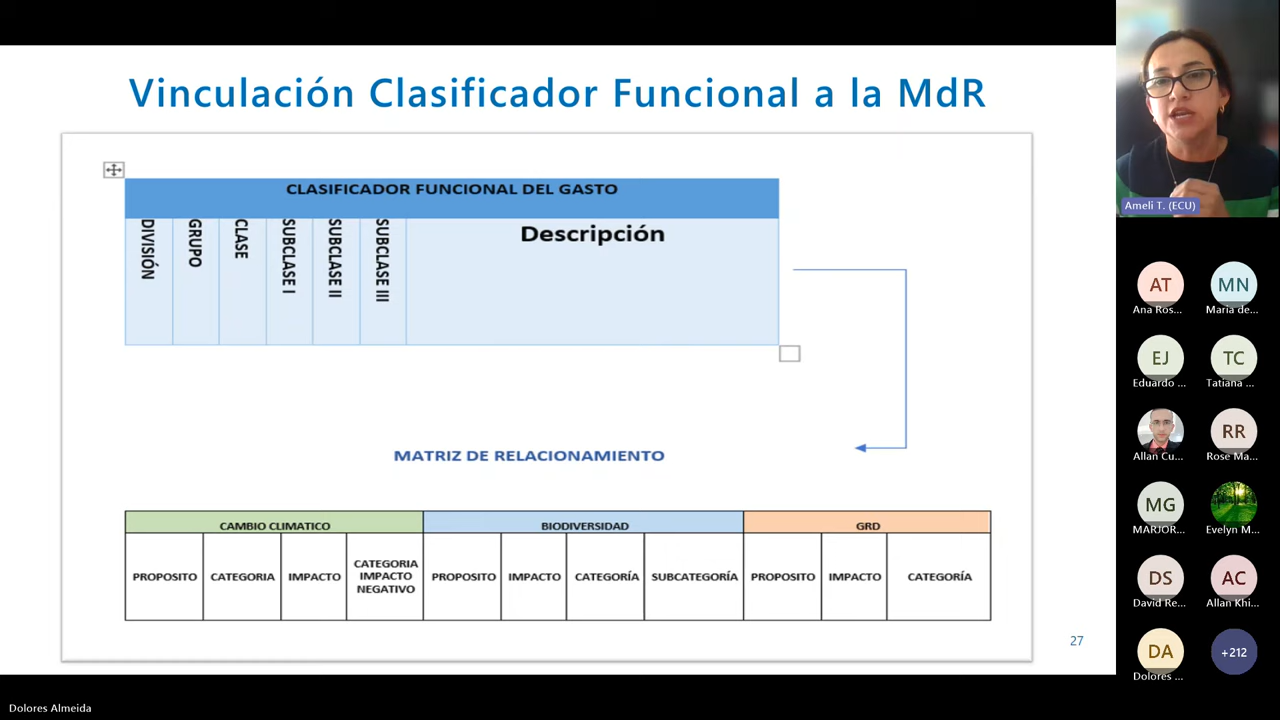 Vinculación Clasificador Funcional a la MdR
CLASIFICADOR FUNCIONAL DEL GASTO
DIVISIÓN
GRUPO
CLASE
SUBCLASE I
SUBCLASE II
SUBCLASE III
Descripción
MATRIZ DE RELACIONAMIENTO
CAMBIO CLIMATICO
BIODIVERSIDAD
GRD
PROPOSITO
CATEGORIA
IMPACTO
CATEGORIA
IMPACTO
NEGATIVO
PROPOSITO
IMPACTO
CATEGORÍA
SUBCATEGORÍA
PROPOSITO
IMPACTO
CATEGORÍA
27
Ameli T. (ECU)
AT
Ana Ros...
MN
Maria de...
EJ
Eduardo ...
TC
Tatiana ...
Allan Cu...
RR
Rose Ma...
MG
MARJOR...
Evelyn M...
DS
David Re...
AC
Allan Khi...
DA
Dolores ...
+212
Dolores Almeida